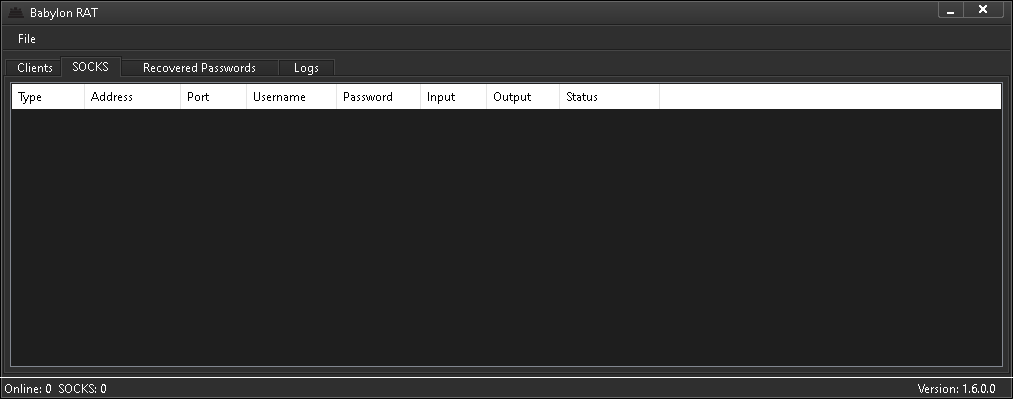 Babylon RAT
File
Clients SOCKS Recovered Passwords Logs
Type Address Port Username Password Input Output Status
Online: 0 SOCKS: 0 Version: 1.6.0.0